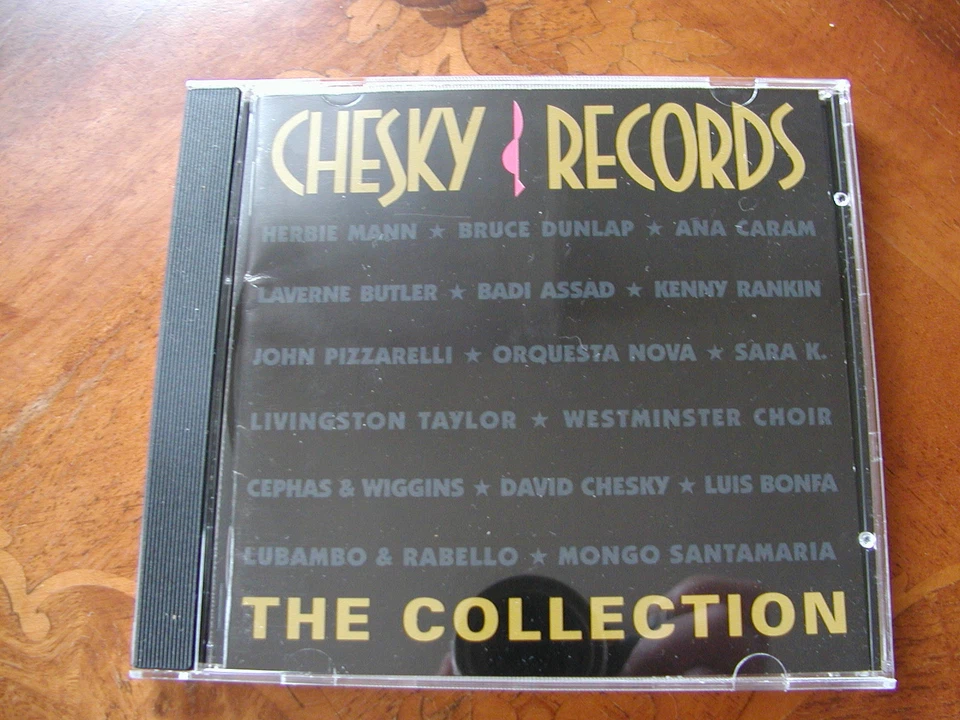 CHESKY RECORDS
HERBIE MANN ★ BRUCE DUNLAP ★ ANA CARAM
LAVERNE BUTLER ★ BADI ASSAD ★ KENNY RANKIN
JOHN PIZZARELLI ★ ORQUESTA NOVA ★ SARA K.
LIVINGSTON TAYLOR ★ WESTMINSTER CHOIR
CEPHAS & WIGGINS ★ DAVID CHESKY ★ LUIS BONFA
LUBAMBO & RABELLO ★ MONGO SANTAMARIA
THE COLLECTION